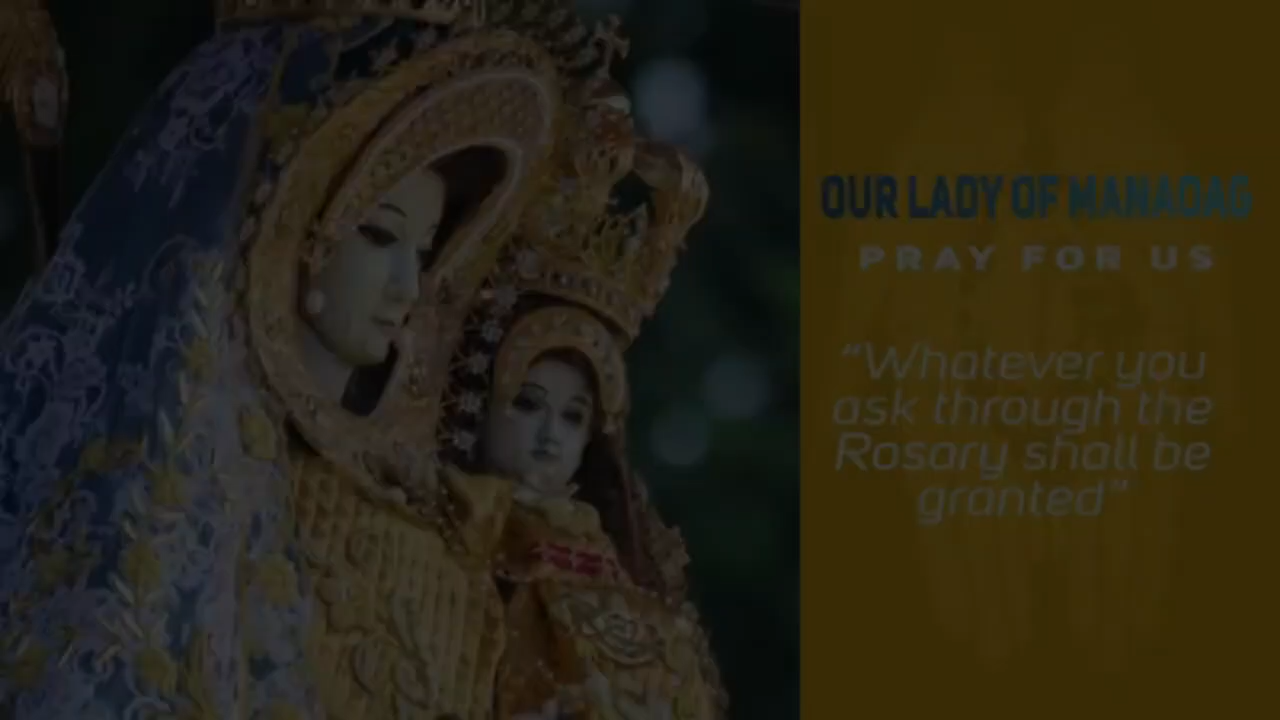 OUR LADY OF MANAOAG
PRAY FOR US
“Whatever you
ask through the
Rosary shall be
granted”